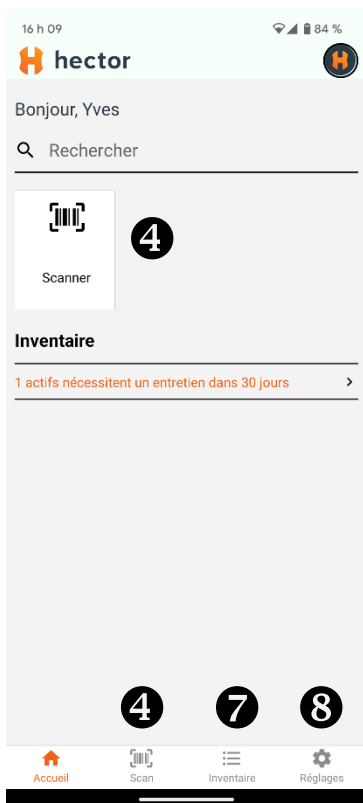 16 h 09 84 %
hector
Bonjour, Yves
Rechercher
4
Scanner
Inventaire
1 actifs nécessitent un entretien dans 30 jours
4 7 8
Accueil Scan Inventaire Réglages